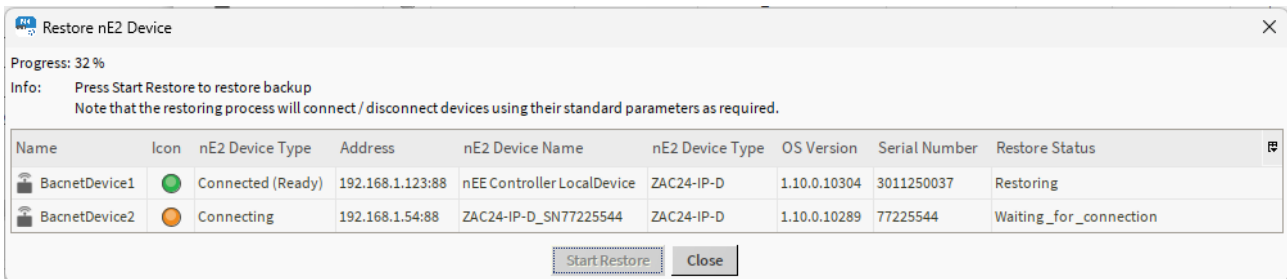 Restore nE2 Device
Progress: 32 %
Info: Press Start Restore to restore backup
Note that the restoring process will connect / disconnect devices using their standard parameters as required.
Name Icon nE2 Device Type Address nE2 Device Name nE2 Device Type OS Version Serial Number Restore Status
BacnetDevice1 Connected (Ready) 192.168.1.123:88 nEE Controller LocalDevice ZAC24-IP-D 1.10.0.10304 3011250037 Restoring
BacnetDevice2 Connecting 192.168.1.54:88 ZAC24-IP-D_SN77225544 ZAC24-IP-D 1.10.0.10289 77225544 Waiting_for_connection
Start Restore Close